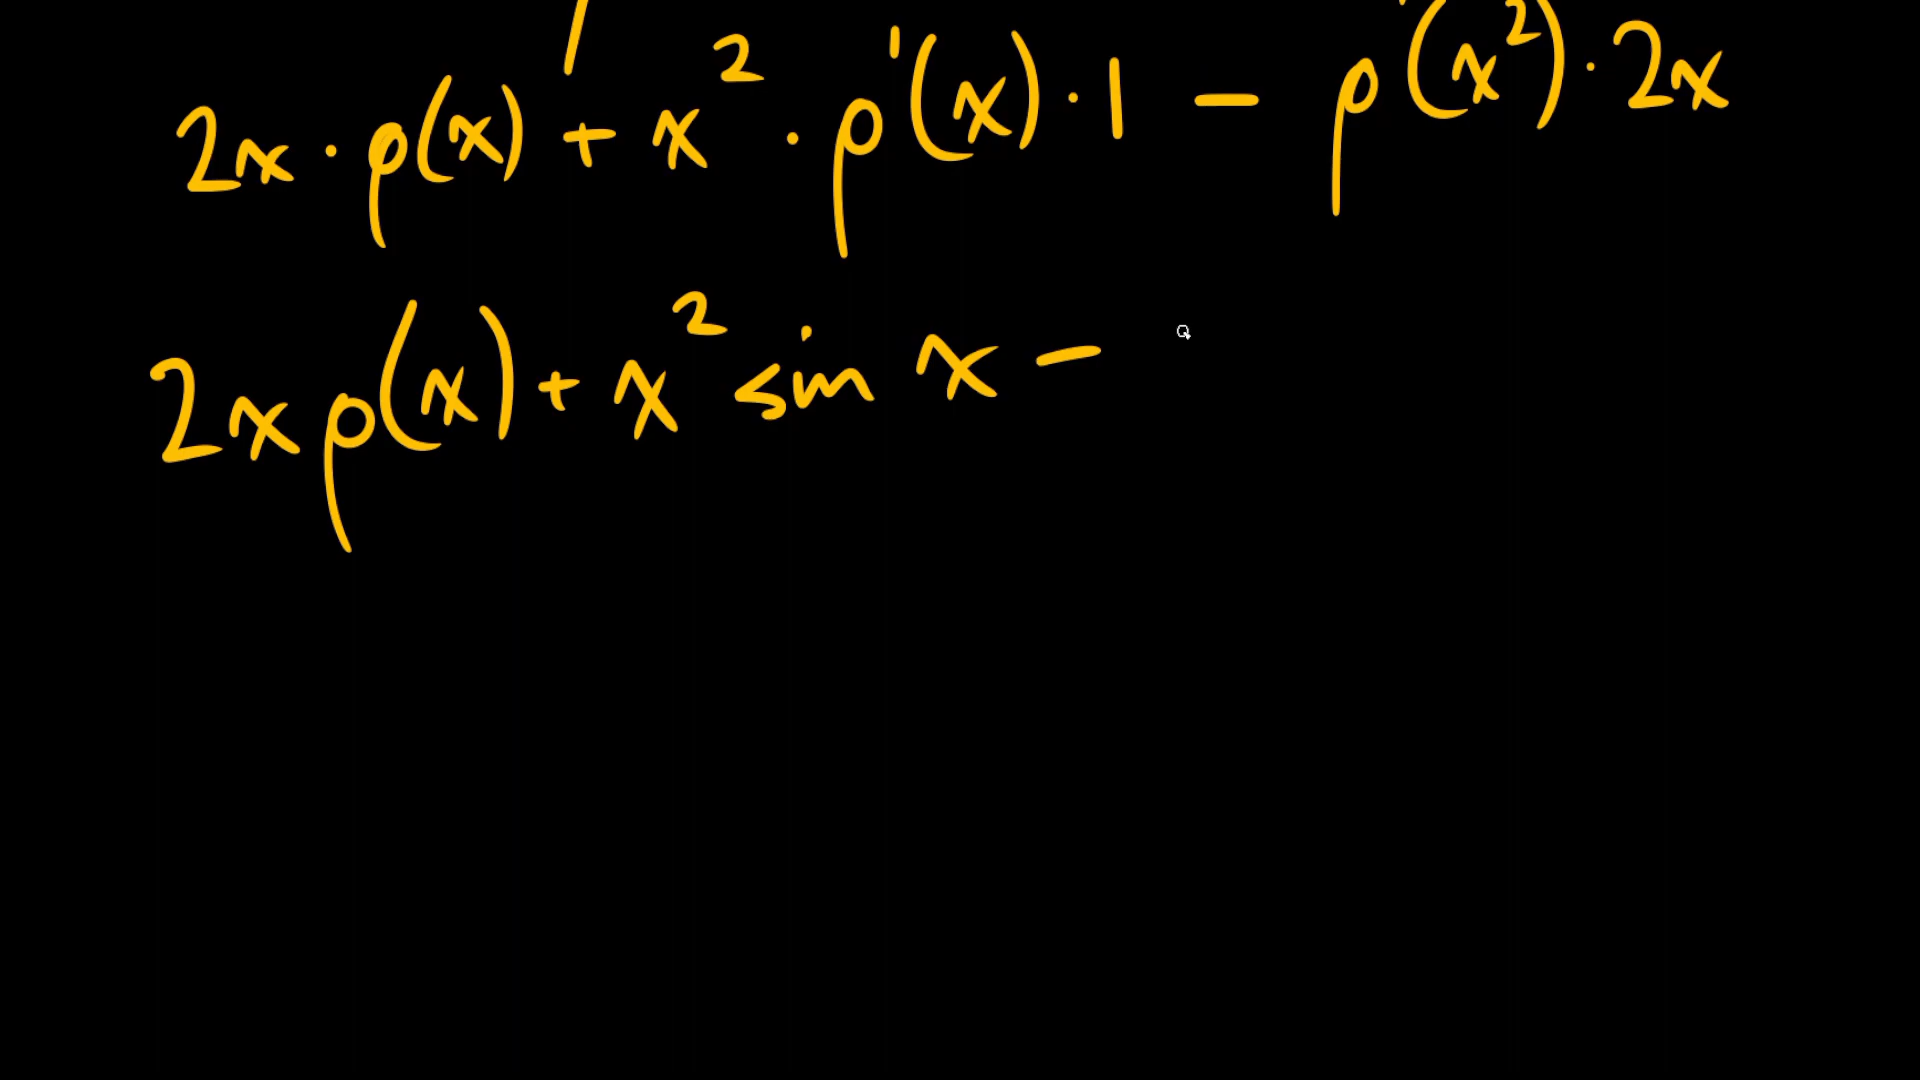 2x · p(x) + x² · p'(x) · 1 − p'(x²) · 2x
2x p(x) + x² sin x −